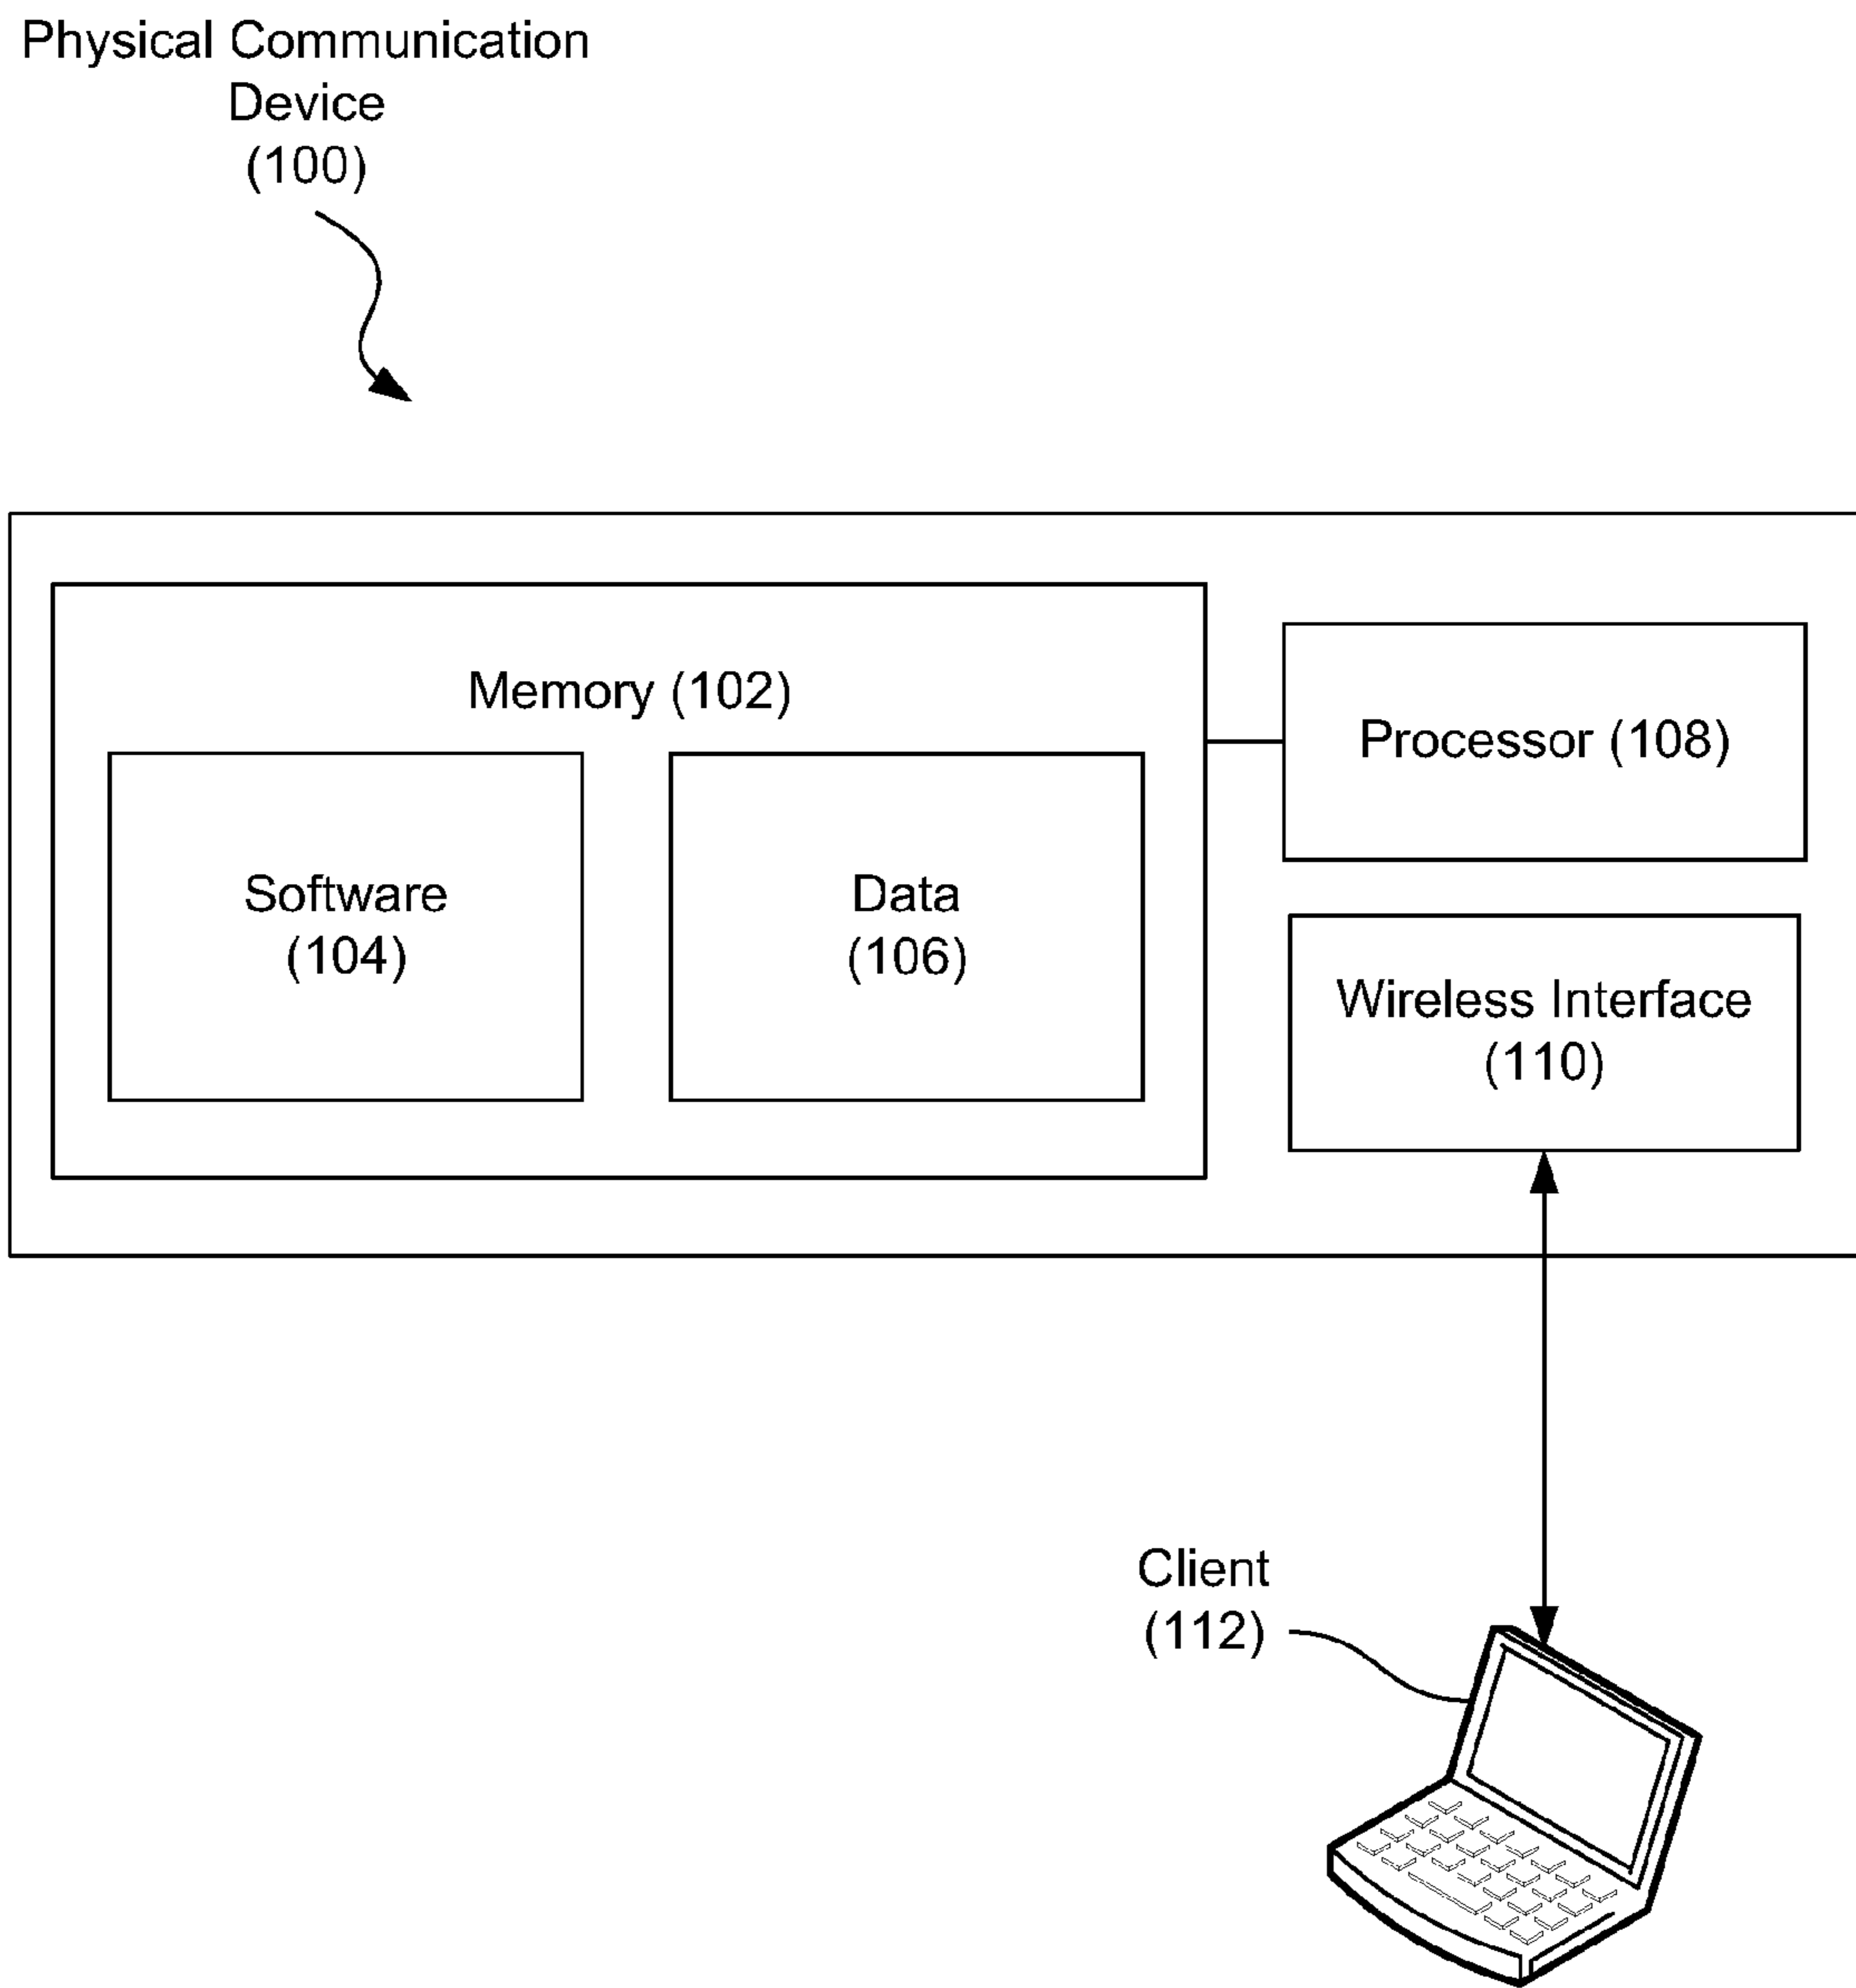 Physical Communication
Device
(100)
Memory (102)
Software
(104)
Data
(106)
Processor (108)
Wireless Interface
(110)
Client
(112)